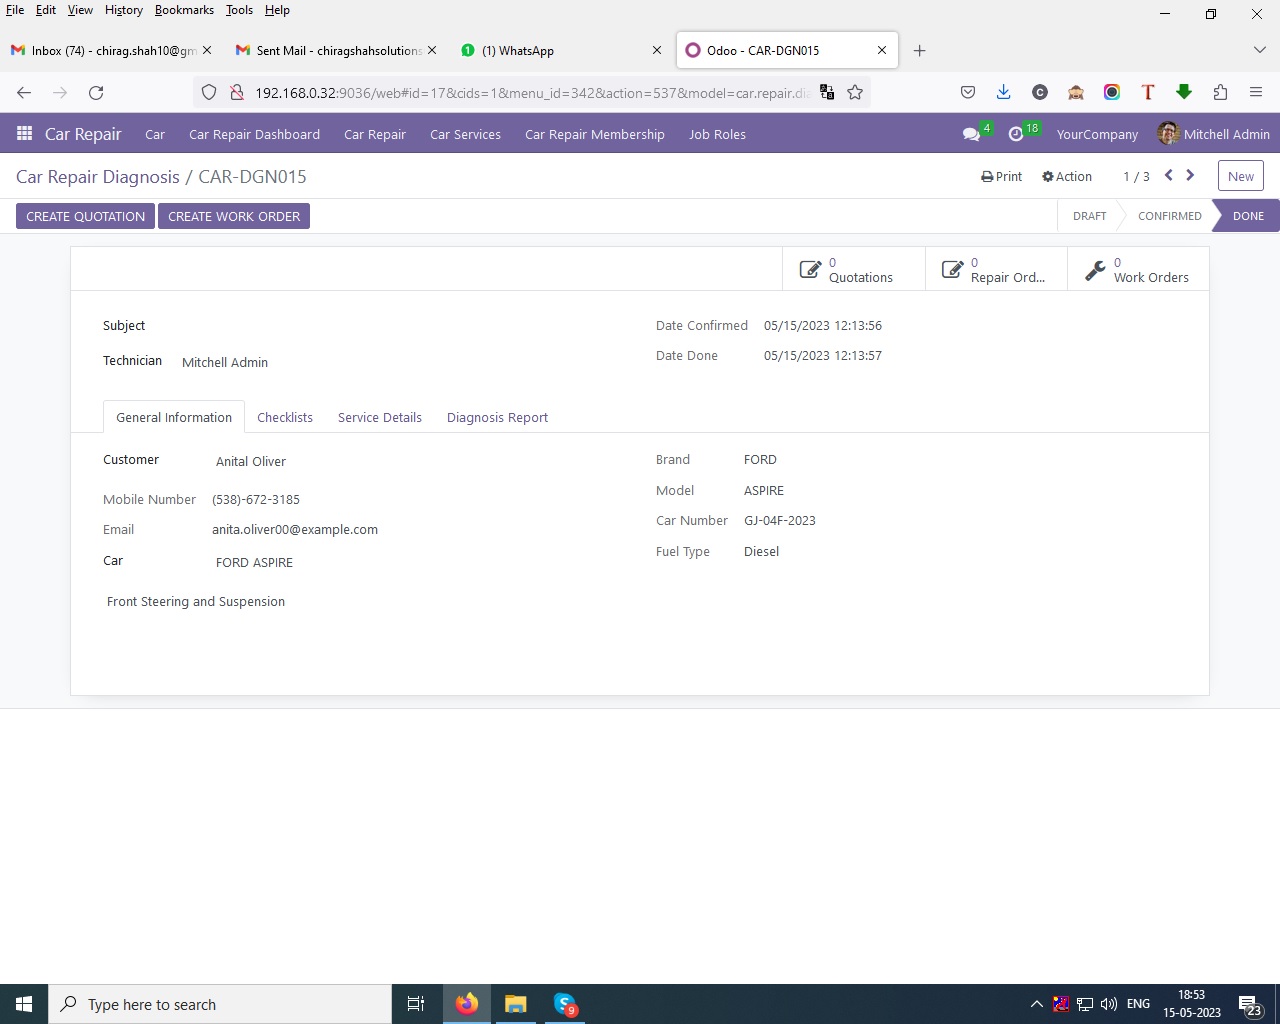 File Edit View History Bookmarks Tools Help
Inbox (74) - chirag.shah10@gm
Sent Mail - chiragshahsolutions
(1) WhatsApp
Odoo - CAR-DGN015
192.168.0.32:9036/web#id=17&cids=1&menu_id=342&action=537&model=car.repair.dia
Car Repair Car Car Repair Dashboard Car Repair Car Services Car Repair Membership Job Roles 4 18 YourCompany Mitchell Admin
Car Repair Diagnosis / CAR-DGN015 Print Action 1 / 3 New
CREATE QUOTATION CREATE WORK ORDER DRAFT CONFIRMED DONE
0 Quotations
0 Repair Ord...
0 Work Orders
Subject
Date Confirmed 05/15/2023 12:13:56
Technician Mitchell Admin
Date Done 05/15/2023 12:13:57
General Information Checklists Service Details Diagnosis Report
Customer Anital Oliver
Brand FORD
Mobile Number (538)-672-3185
Model ASPIRE
Email anita.oliver00@example.com
Car Number GJ-04F-2023
Car FORD ASPIRE
Fuel Type Diesel
Front Steering and Suspension
Type here to search
9
ENG
18:53
15-05-2023
23